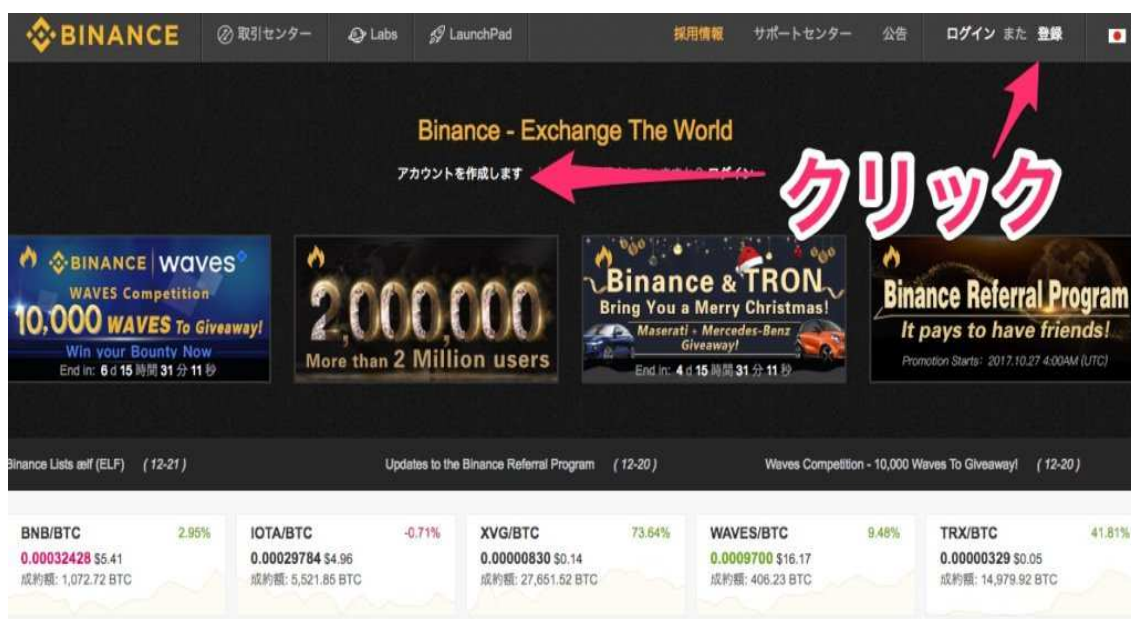 BINANCE 取引センター Labs LaunchPad 採用情報 サポートセンター 公告 ログイン また 登録
Binance - Exchange The World
アカウントを作成します
ログイン
クリック
BINANCE waves
WAVES Competition
10,000 WAVES To Giveaway!
Win your Bounty Now
End in: 6 d 15 時間 31 分 11 秒
2,000,000
More than 2 Million users
Binance & TRON
Bring You a Merry Christmas!
Maserati + Mercedes-Benz
Giveaway!
End in: 4 d 15 時間 31 分 11 秒
Binance Referral Program
It pays to have friends!
Promotion Starts: 2017.10.27 4:00AM (UTC)
Binance Lists ælf (ELF) (12-21) Updates to the Binance Referral Program (12-20) Waves Competition - 10,000 Waves To Giveaway! (12-20)
BNB/BTC 2.95% IOTA/BTC -0.71% XVG/BTC 73.64% WAVES/BTC 9.48% TRX/BTC 41.81%
0.00032428 $5.41 0.00029784 $4.96 0.00000830 $0.14 0.0009700 $16.17 0.00000329 $0.05
成約額: 1,072.72 BTC 成約額: 5,521.85 BTC 成約額: 27,651.52 BTC 成約額: 406.23 BTC 成約額: 14,979.92 BTC